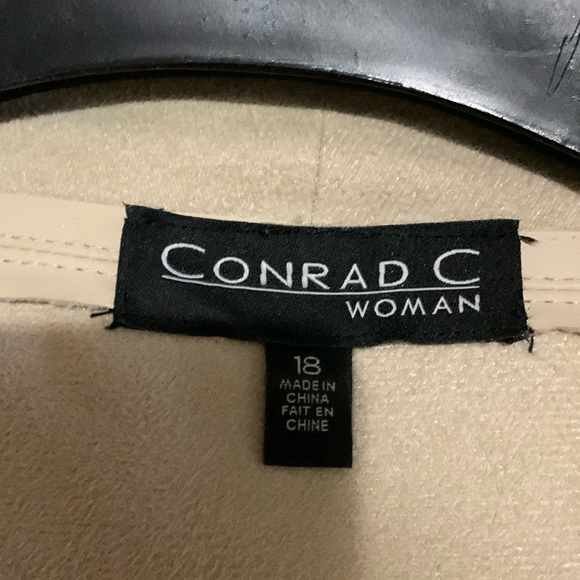 CONRAD C
WOMAN
18
MADE IN
CHINA
FAIT EN
CHINE